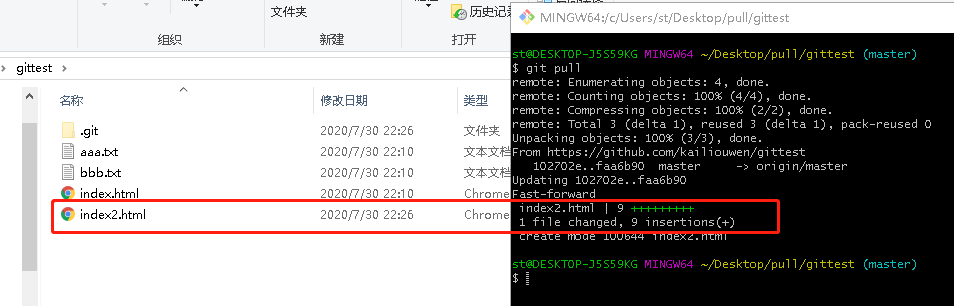 文件夹
历史记录
组织
新建
打开
gittest
名称
修改日期
类型
.git
2020/7/30 22:26
文件夹
aaa.txt
2020/7/30 22:10
文本文档
bbb.txt
2020/7/30 22:10
文本文档
index.html
2020/7/30 22:10
Chrome
index2.html
2020/7/30 22:26
Chrome
MINGW64:/c/Users/st/Desktop/pull/gittest
st@DESKTOP-J5S59KG MINGW64 ~/Desktop/pull/gittest (master)
$ git pull
remote: Enumerating objects: 4, done.
remote: Counting objects: 100% (4/4), done.
remote: Compressing objects: 100% (2/2), done.
remote: Total 3 (delta 1), reused 3 (delta 1), pack-reused 0
Unpacking objects: 100% (3/3), done.
From https://github.com/kailiouwen/gittest
102702e..faa6b90 master -> origin/master
Updating 102702e..faa6b90
Fast-forward
index2.html | 9 +++++++++
1 file changed, 9 insertions(+)
create mode 100644 index2.html
st@DESKTOP-J5S59KG MINGW64 ~/Desktop/pull/gittest (master)
$